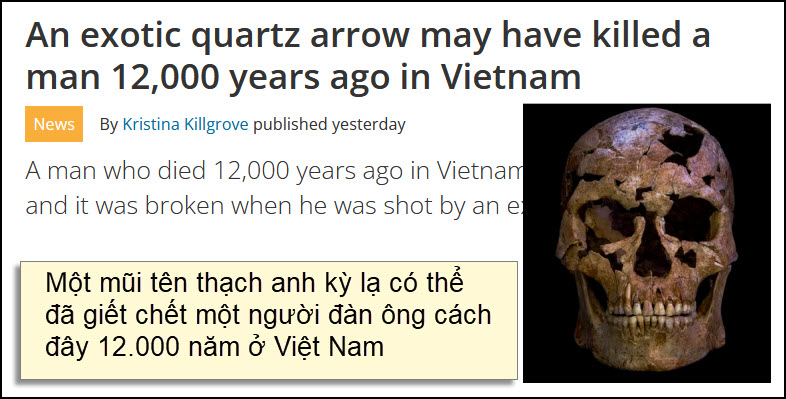 An exotic quartz arrow may have killed a
man 12,000 years ago in Vietnam
News By Kristina Killgrove published yesterday
A man who died 12,000 years ago in Vietnam
and it was broken when he was shot by an
Một mũi tên thạch anh kỳ lạ có thể
đã giết chết một người đàn ông cách
đây 12.000 năm ở Việt Nam